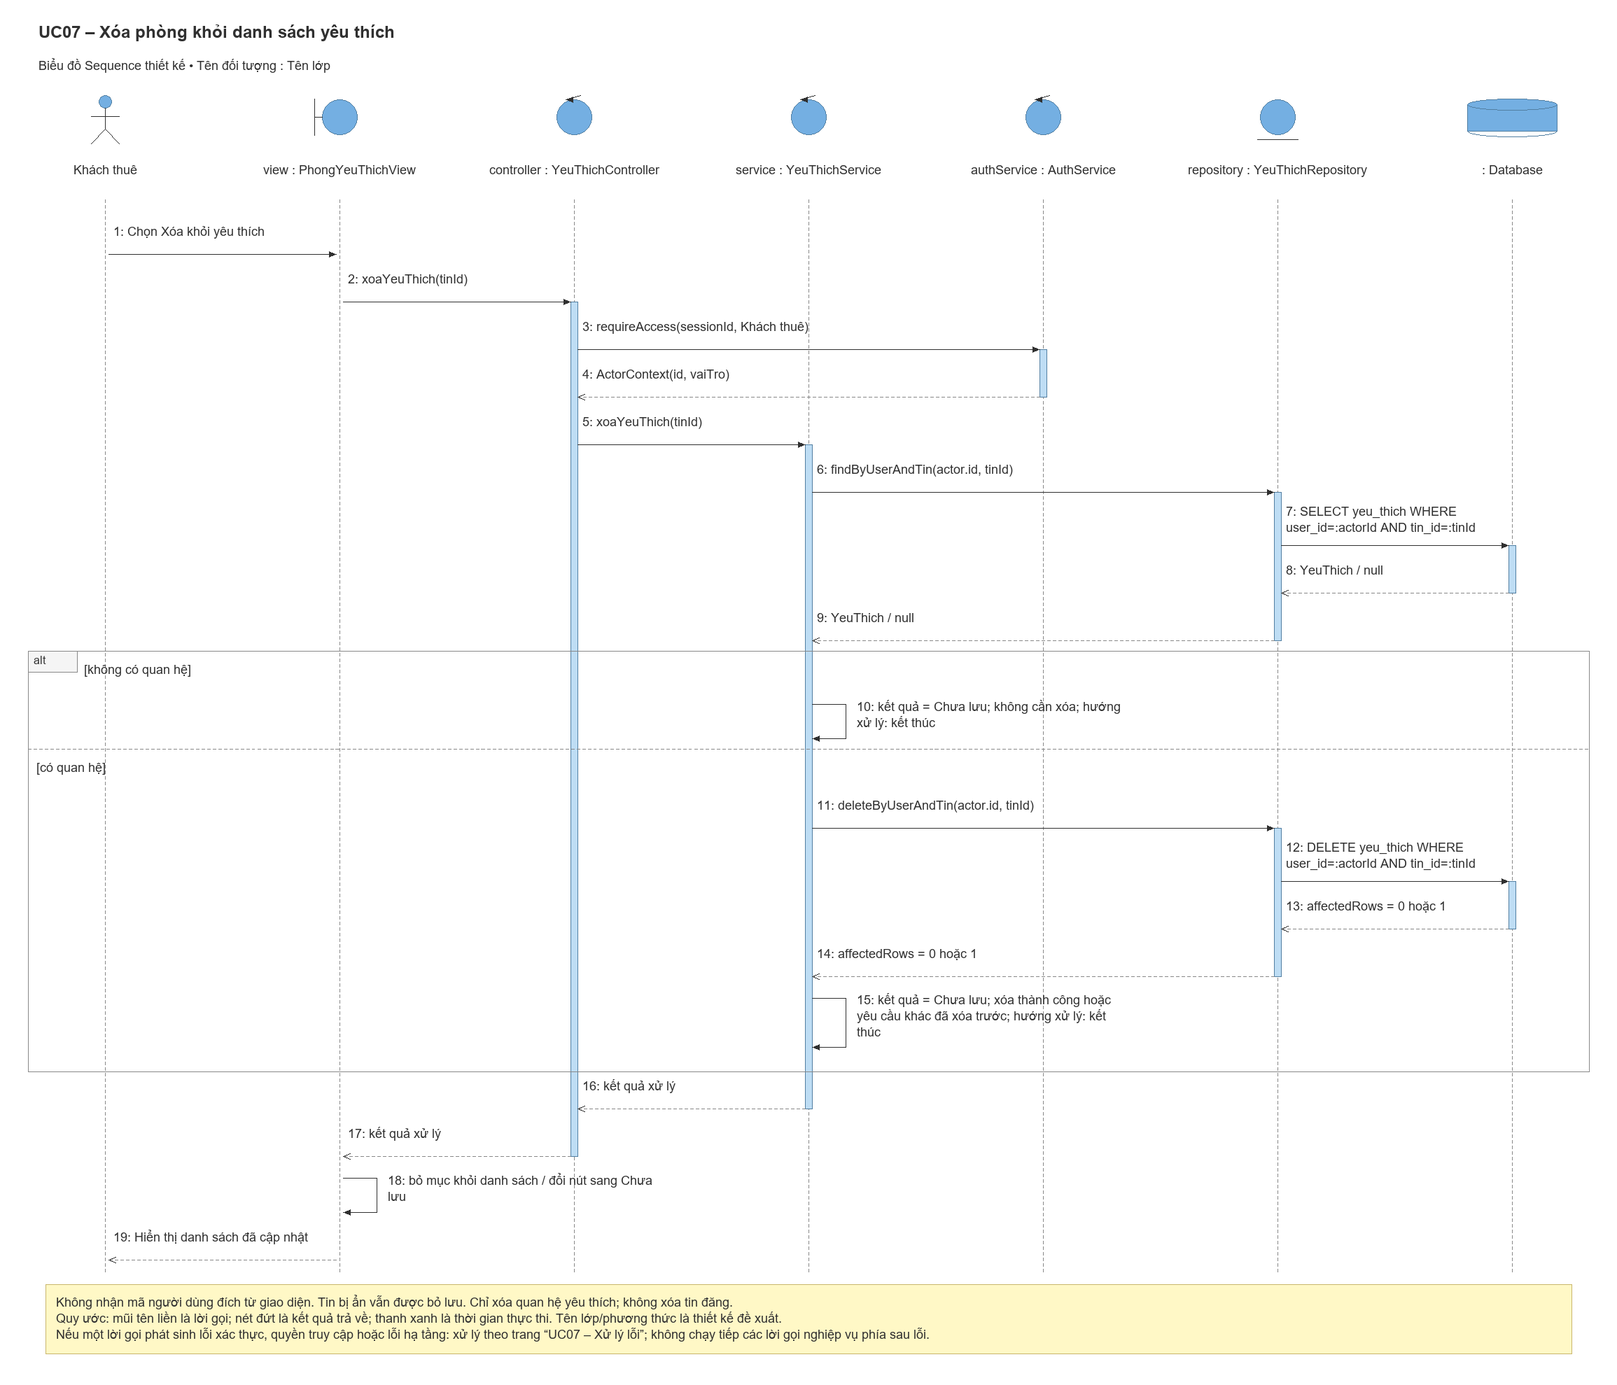 UC07 – Xóa phòng khỏi danh sách yêu thích
Biểu đồ Sequence thiết kế • Tên đối tượng : Tên lớp
Khách thuê
view : PhongYeuThichView
controller : YeuThichController
service : YeuThichService
authService : AuthService
repository : YeuThichRepository
: Database
1: Chọn Xóa khỏi yêu thích
2: xoaYeuThich(tinId)
3: requireAccess(sessionId, Khách thuê)
4: ActorContext(id, vaiTro)
5: xoaYeuThich(tinId)
6: findByUserAndTin(actor.id, tinId)
7: SELECT yeu_thich WHERE
user_id=:actorId AND tin_id=:tinId
8: YeuThich / null
9: YeuThich / null
alt
[không có quan hệ]
10: kết quả = Chưa lưu; không cần xóa; hướng
xử lý: kết thúc
[có quan hệ]
11: deleteByUserAndTin(actor.id, tinId)
12: DELETE yeu_thich WHERE
user_id=:actorId AND tin_id=:tinId
13: affectedRows = 0 hoặc 1
14: affectedRows = 0 hoặc 1
15: kết quả = Chưa lưu; xóa thành công hoặc
yêu cầu khác đã xóa trước; hướng xử lý: kết
thúc
16: kết quả xử lý
17: kết quả xử lý
18: bỏ mục khỏi danh sách / đổi nút sang Chưa
lưu
19: Hiển thị danh sách đã cập nhật
Không nhận mã người dùng đích từ giao diện. Tin bị ẩn vẫn được bỏ lưu. Chỉ xóa quan hệ yêu thích; không xóa tin đăng.
Quy ước: mũi tên liền là lời gọi; nét đứt là kết quả trả về; thanh xanh là thời gian thực thi. Tên lớp/phương thức là thiết kế đề xuất.
Nếu một lời gọi phát sinh lỗi xác thực, quyền truy cập hoặc lỗi hạ tầng: xử lý theo trang “UC07 – Xử lý lỗi”; không chạy tiếp các lời gọi nghiệp vụ phía sau lỗi.